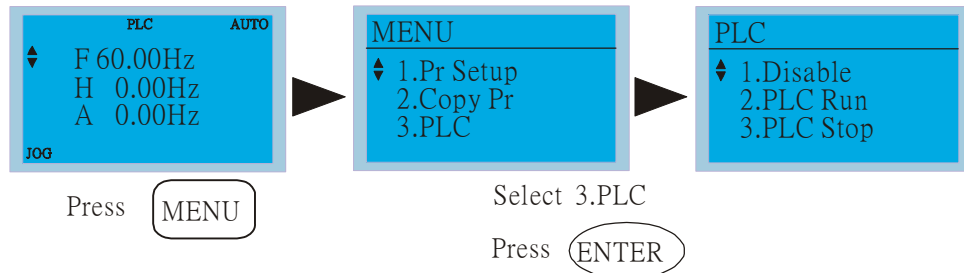 PLC AUTO
F 60.00Hz
H 0.00Hz
A 0.00Hz
JOG
Press MENU
MENU
1.Pr Setup
2.Copy Pr
3.PLC
Select 3.PLC
Press ENTER
PLC
1.Disable
2.PLC Run
3.PLC Stop